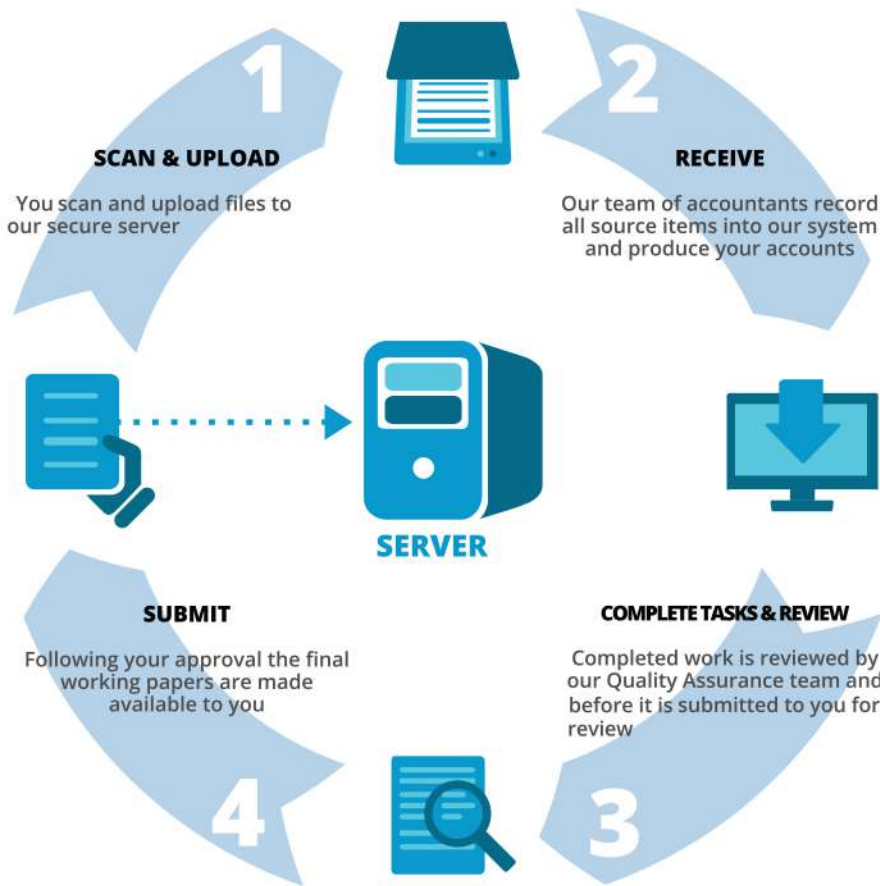 1
SCAN & UPLOAD
You scan and upload files to
our secure server
2
RECEIVE
Our team of accountants record
all source items into our system
and produce your accounts
SERVER
COMPLETE TASKS & REVIEW
Completed work is reviewed by
our Quality Assurance team and
before it is submitted to you for
review
3
SUBMIT
Following your approval the final
working papers are made
available to you
4